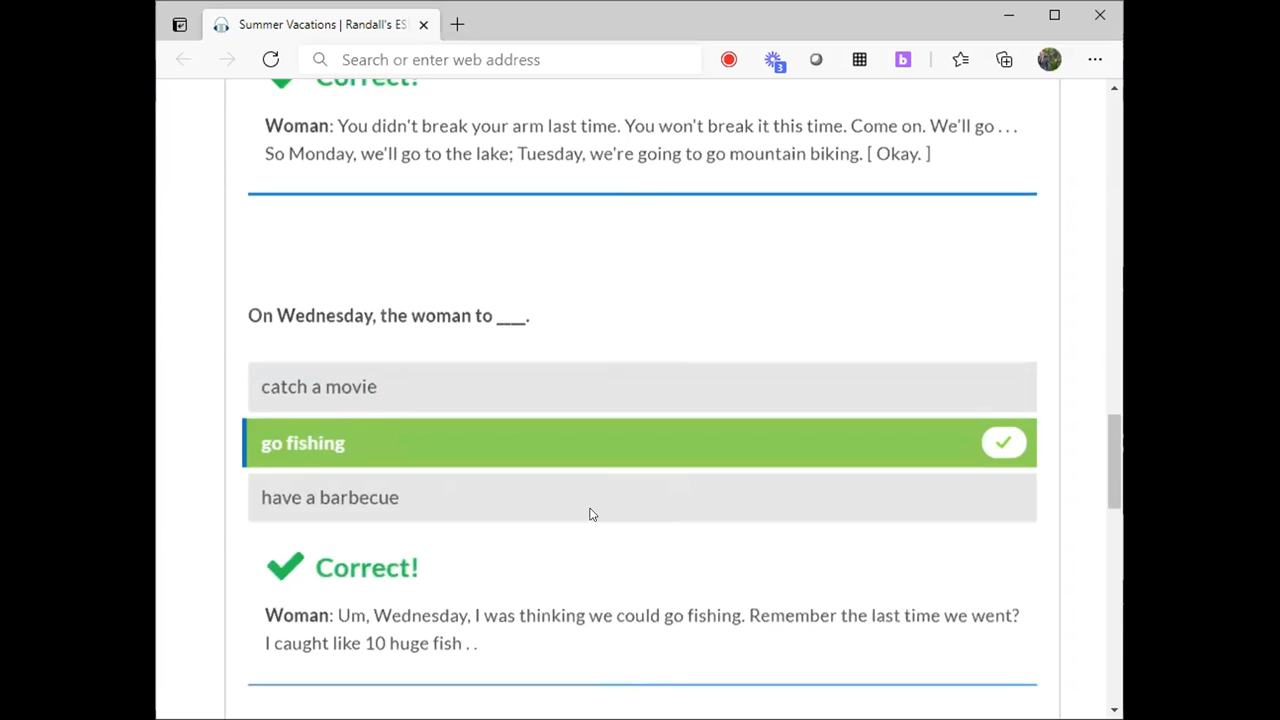 Summer Vacations | Randall's ES
Search or enter web address
3
b
Correct!
Woman: You didn't break your arm last time. You won't break it this time. Come on. We'll go . . .
So Monday, we'll go to the lake; Tuesday, we're going to go mountain biking. [ Okay. ]
On Wednesday, the woman to ____.
catch a movie
go fishing
have a barbecue
Correct!
Woman: Um, Wednesday, I was thinking we could go fishing. Remember the last time we went?
I caught like 10 huge fish . .